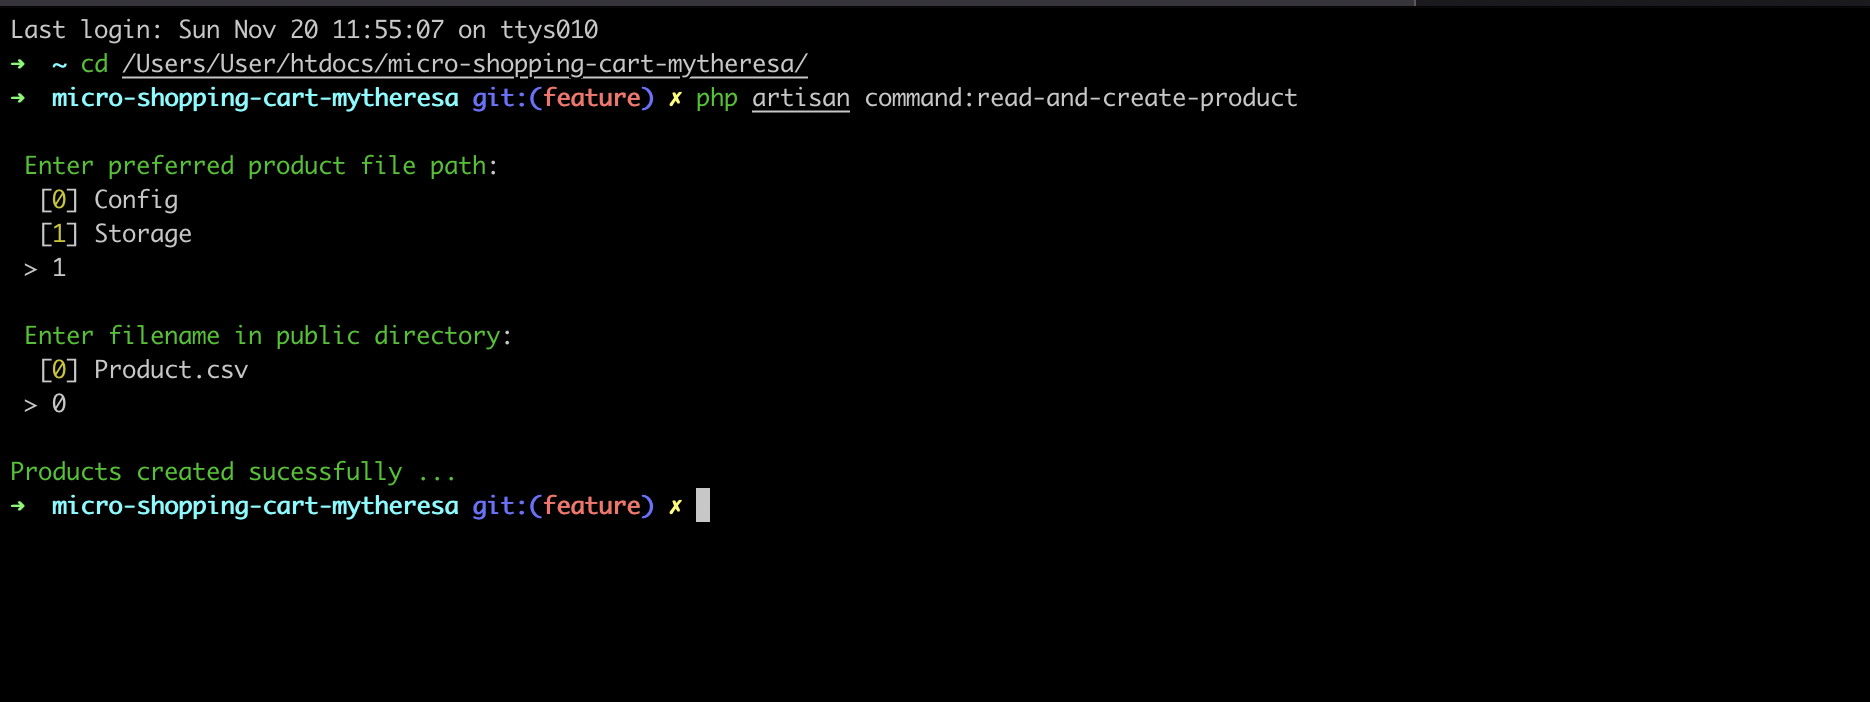 Last login: Sun Nov 20 11:55:07 on ttys010
➜  ~ cd /Users/User/htdocs/micro-shopping-cart-mytheresa/
➜  micro-shopping-cart-mytheresa git:(feature) ✗ php artisan command:read-and-create-product
Enter preferred product file path:
[0] Config
[1] Storage
> 1
Enter filename in public directory:
[0] Product.csv
> 0
Products created sucessfully ...
➜  micro-shopping-cart-mytheresa git:(feature) ✗